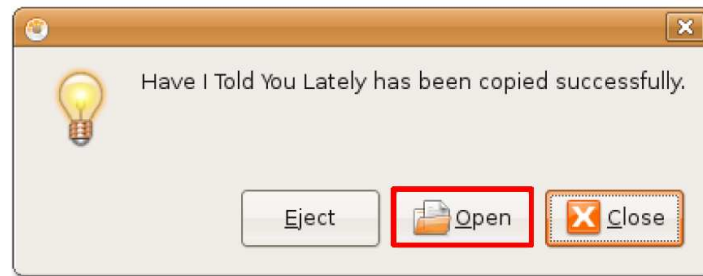 Have I Told You Lately has been copied successfully.
Eject Open Close